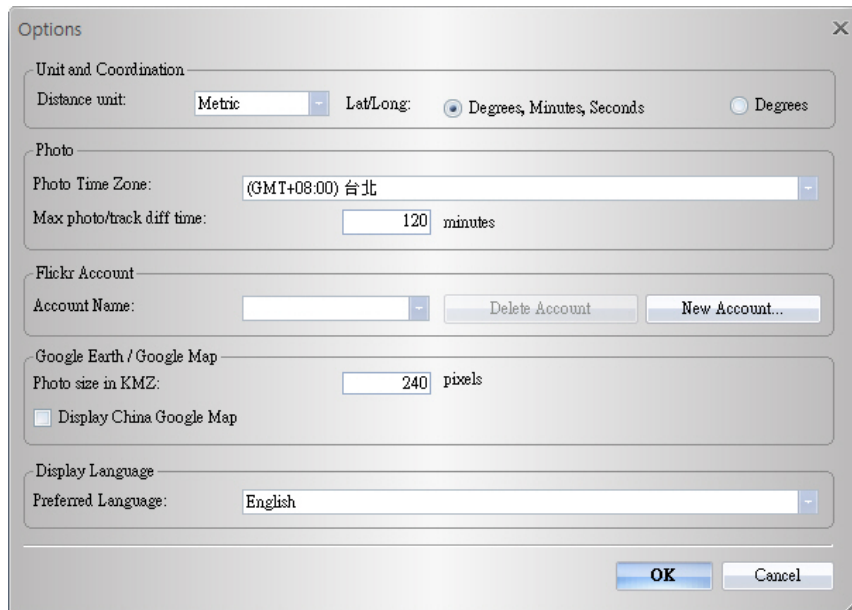 Options
Unit and Coordination
Distance unit: Metric Lat/Long: Degrees, Minutes, Seconds Degrees
Photo
Photo Time Zone: (GMT+08:00) 台北
Max photo/track diff time: 120 minutes
Flickr Account
Account Name: Delete Account New Account...
Google Earth / Google Map
Photo size in KMZ: 240 pixels
Display China Google Map
Display Language
Preferred Language: English
OK Cancel